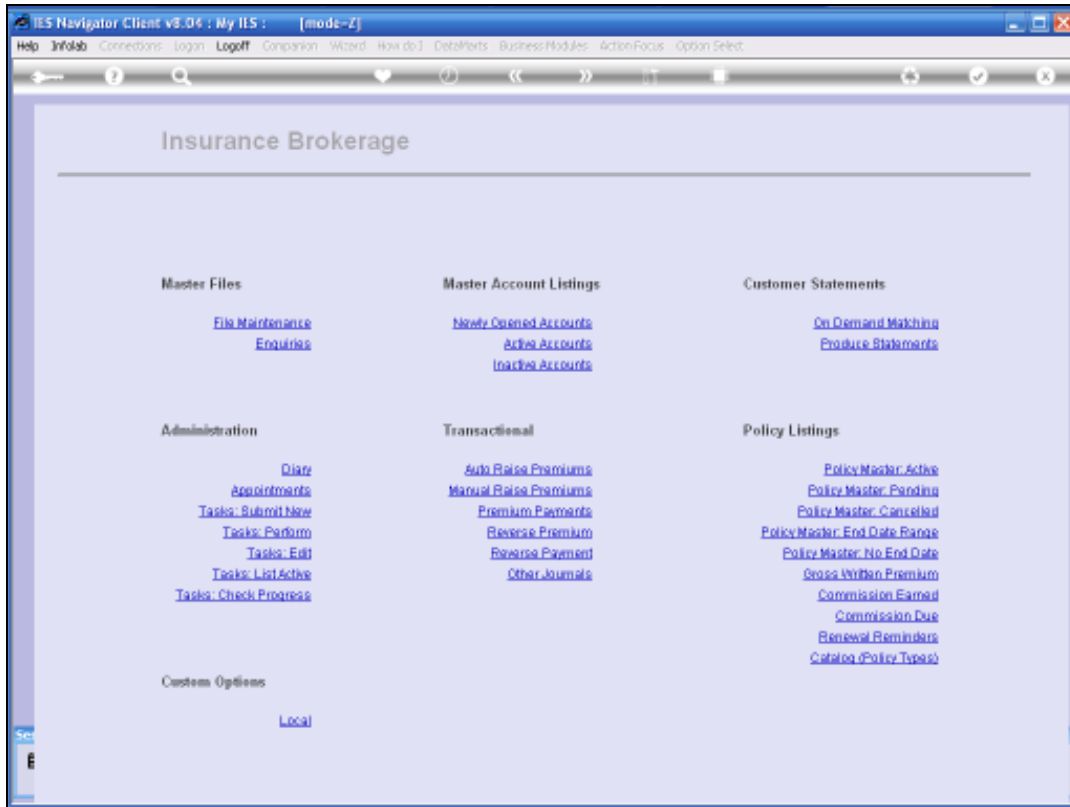 IES Navigator Client v8.04 : My IES : [mode=Z]
Help Infolab Connections Logon Logoff Companion Wizard How do I DataAlerts Business Modules Action Focus Option Select
Insurance Brokerage
Master Files
File Maintenance
Enquiries
Master Account Listings
Newly Opened Accounts
Active Accounts
Inactive Accounts
Customer Statements
On Demand Matching
Produce Statements
Administration
Diary
Appointments
Tasks: Submit New
Tasks: Perform
Tasks: Edit
Tasks: List Active
Tasks: Check Progress
Transactional
Auto Raise Premiums
Manual Raise Premiums
Premium Payments
Reverse Premium
Reverse Payment
Other Journals
Policy Listings
Policy Master: Active
Policy Master: Pending
Policy Master: Cancelled
Policy Master: End Date Range
Policy Master: No End Date
Gross Written Premium
Commission Earned
Commission Due
Renewal Reminders
Catalog (Policy Types)
Custom Options
Local